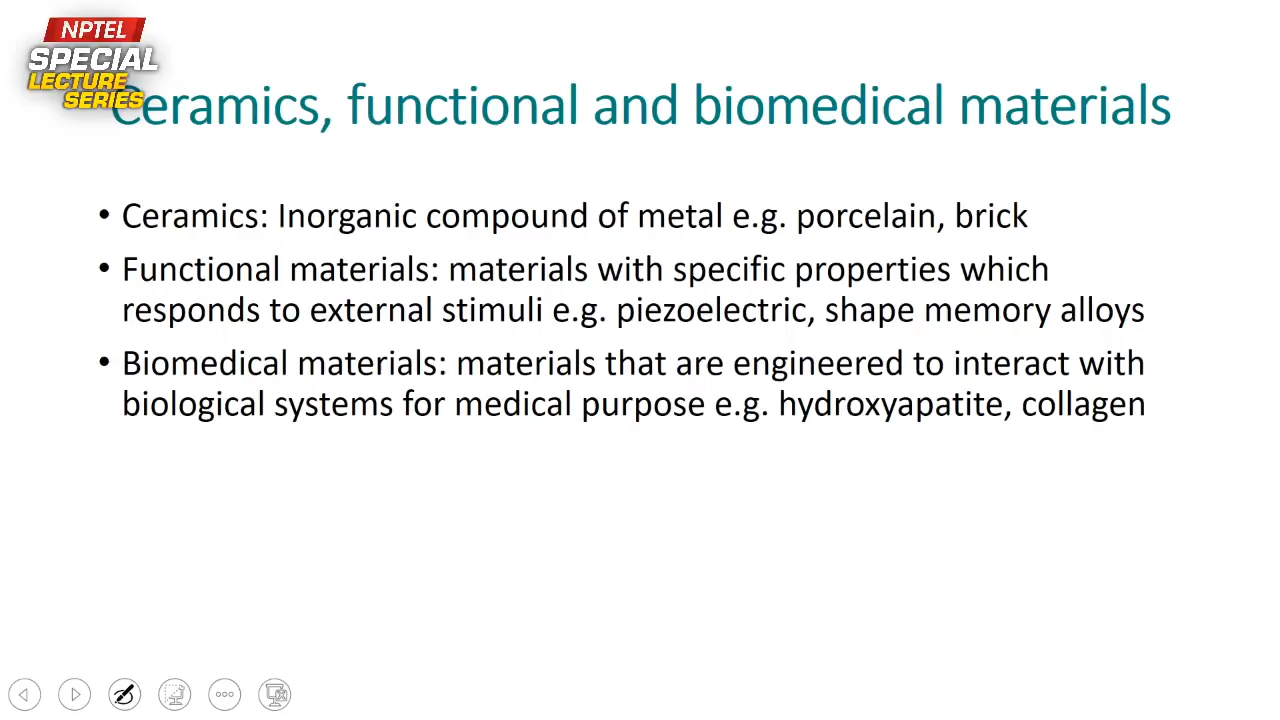 NPTEL
SPECIAL
LECTURE
SERIES
Ceramics, functional and biomedical materials
• Ceramics: Inorganic compound of metal e.g. porcelain, brick
• Functional materials: materials with specific properties which
responds to external stimuli e.g. piezoelectric, shape memory alloys
• Biomedical materials: materials that are engineered to interact with
biological systems for medical purpose e.g. hydroxyapatite, collagen